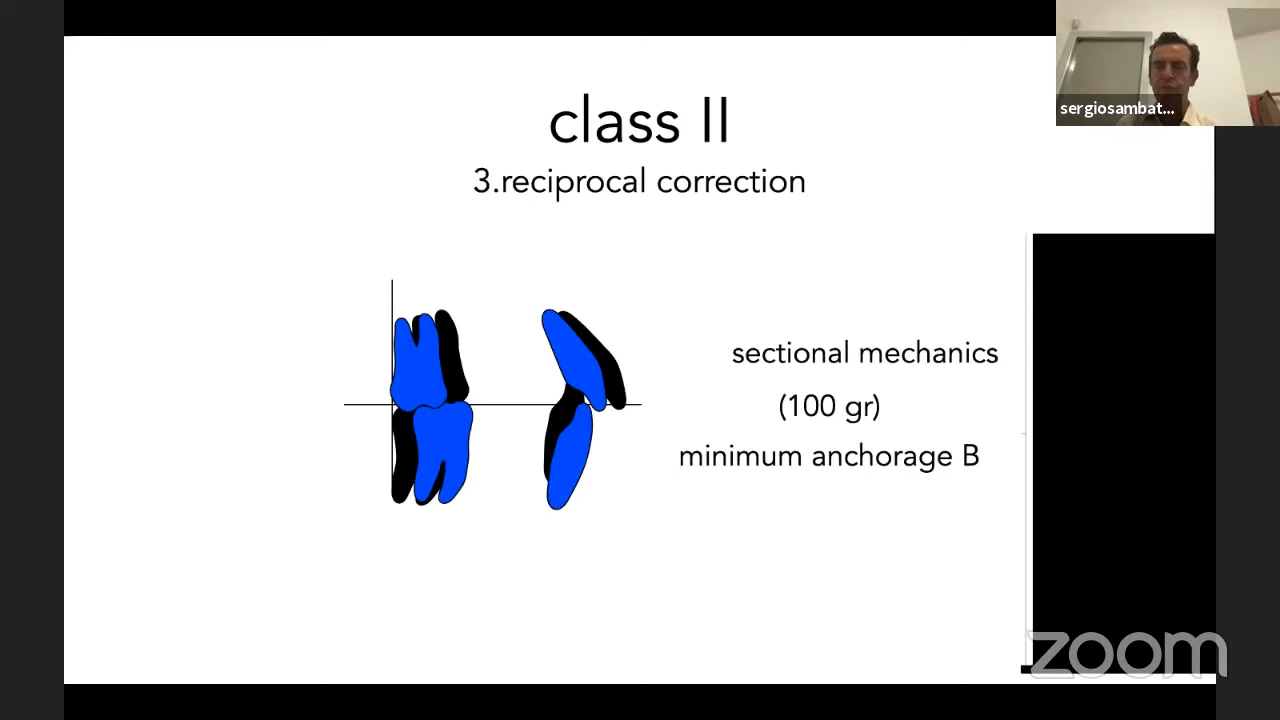 class II
3.reciprocal correction
sergiosambat...
sectional mechanics
(100 gr)
minimum anchorage B
zoom